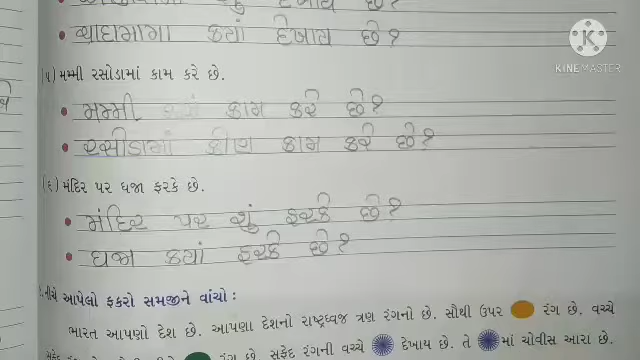 દેખાય છે?
ક્યાં દેખાય છે?
(૫) મમ્મી રસોડામાં કામ કરે છે.
મમ્મી ક્યાં કામ કરે છે?
રસોડામાં કોણ કામ કરે છે?
(૬) મંદિર પર ધજા ફરકે છે.
મંદિર પર શું ફરકે છે?
ધજા ક્યાં ફરકે છે?
નીચે આપેલો ફકરો સમજીને વાંચો :
ભારત આપણો દેશ છે. આપણા દેશનો રાષ્ટ્રધ્વજ ત્રણ રંગનો છે. સૌથી ઉપર રંગ છે. વચ્ચે
સફેદ રંગની વચ્ચે દેખાય છે. તે માં ચોવીસ આરા છે.
KINEMASTER